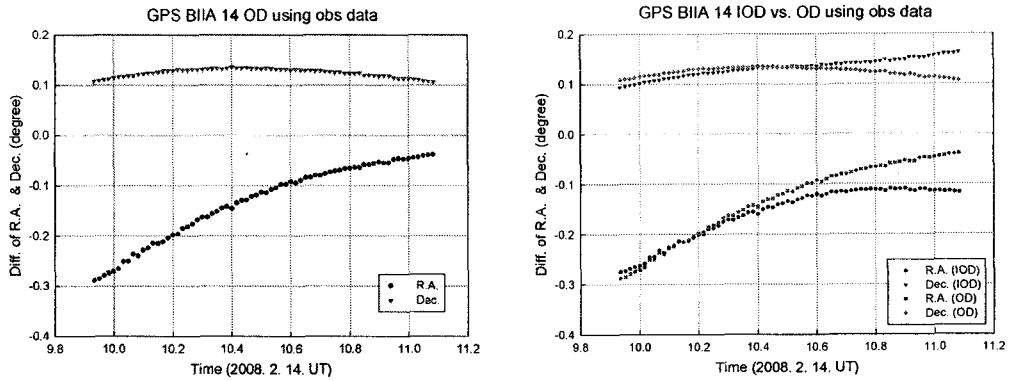 GPS BIIA 14 OD using obs data
0.2
0.1
0.0
-0.1
-0.2
-0.3
-0.4
Diff. of R.A. & Dec. (degree)
R.A.
Dec.
9.8 10.0 10.2 10.4 10.6 10.8 11.0 11.2
Time (2008. 2. 14. UT)
GPS BIIA 14 IOD vs. OD using obs data
0.2
0.1
0.0
-0.1
-0.2
-0.3
-0.4
Diff. of R.A. & Dec. (degree)
R.A. (IOD)
Dec. (IOD)
R.A. (OD)
Dec. (OD)
9.8 10.0 10.2 10.4 10.6 10.8 11.0 11.2
Time (2008. 2. 14. UT)